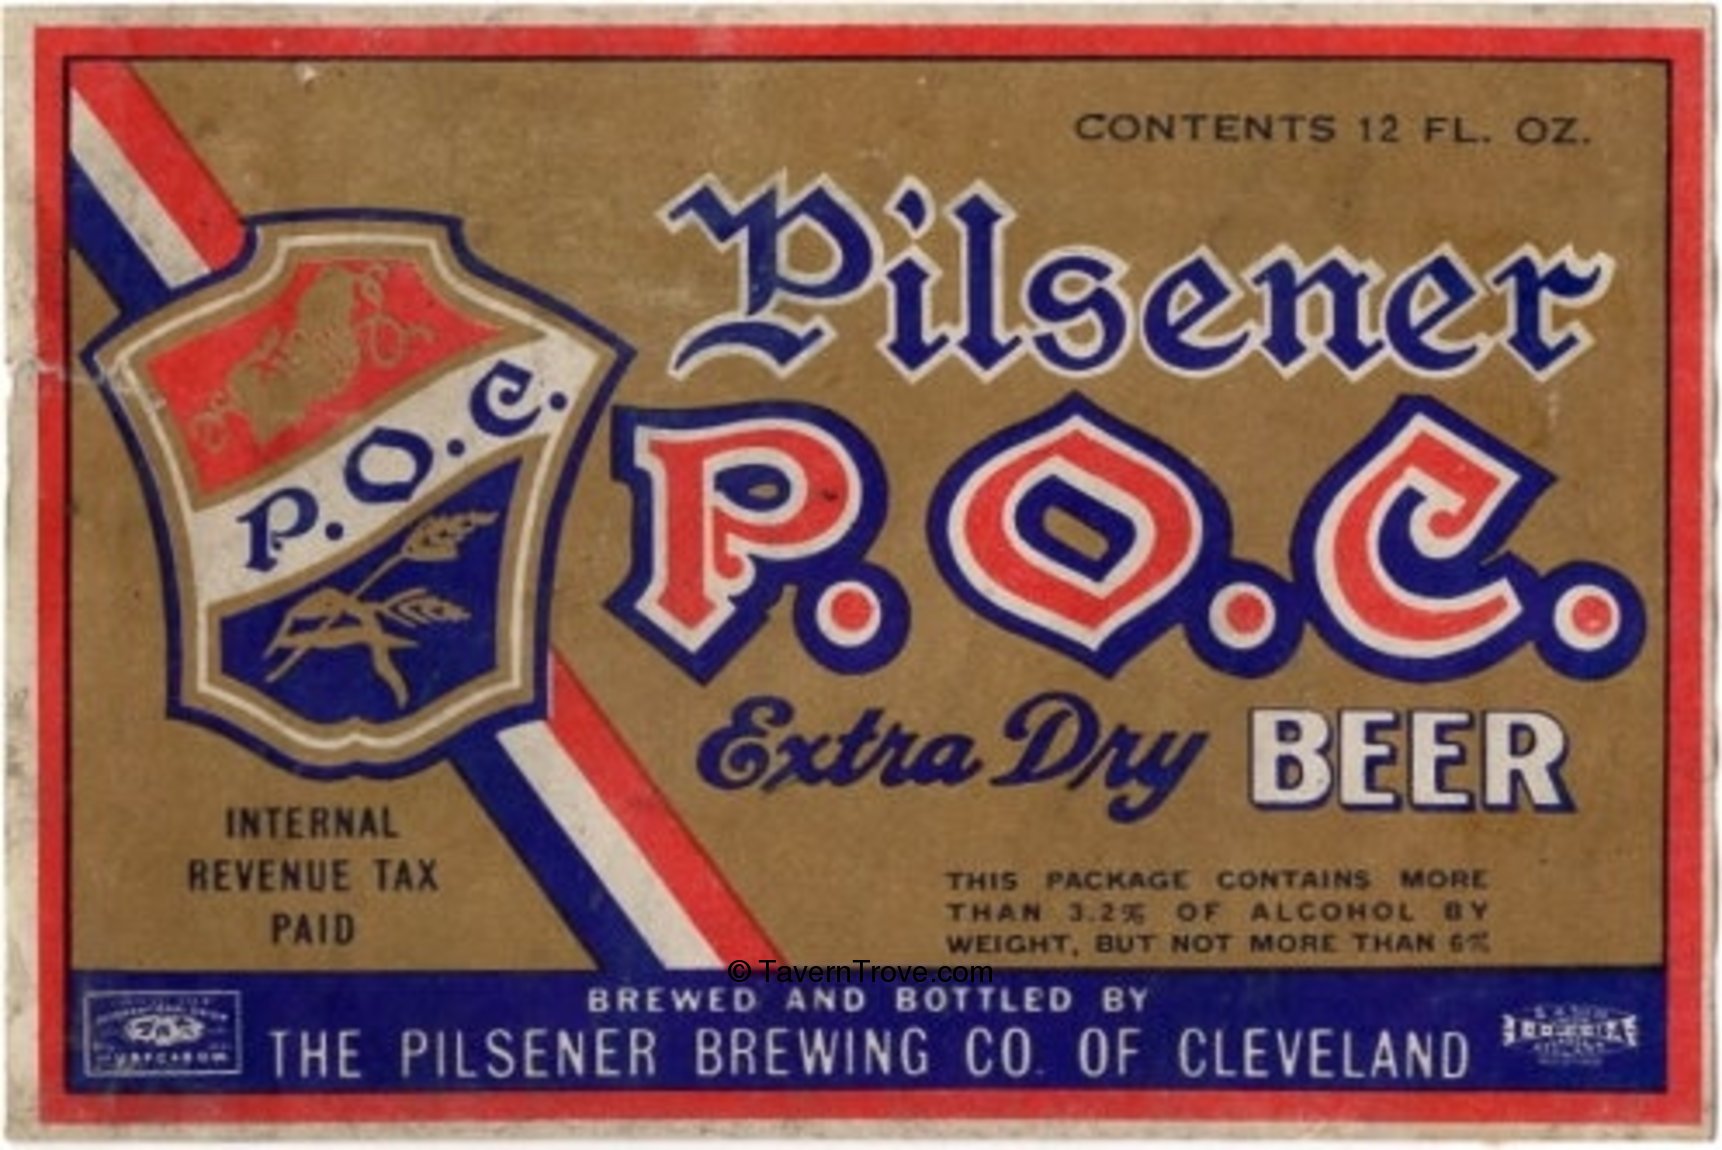 CONTENTS 12 FL. OZ.
Pilsener
P.O.C.
P.O.C.
Extra Dry BEER
INTERNAL
REVENUE TAX
PAID
THIS PACKAGE CONTAINS MORE
THAN 3.2% OF ALCOHOL BY
WEIGHT, BUT NOT MORE THAN 6%
© TavernTrove.com
BREWED AND BOTTLED BY
THE PILSENER BREWING CO. OF CLEVELAND